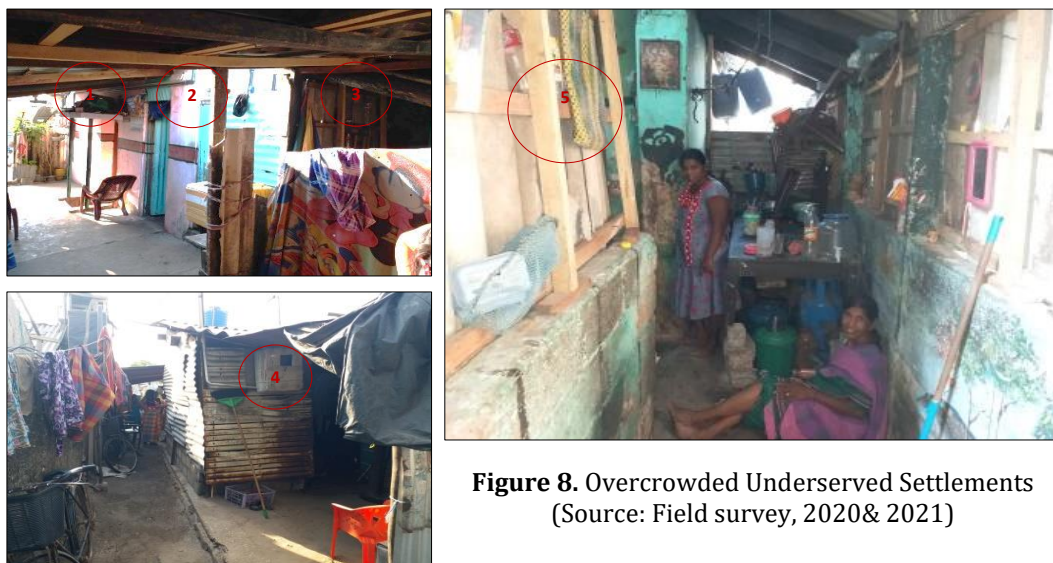 1
2
3
4
5
Figure 8. Overcrowded Underserved Settlements
(Source: Field survey, 2020& 2021)